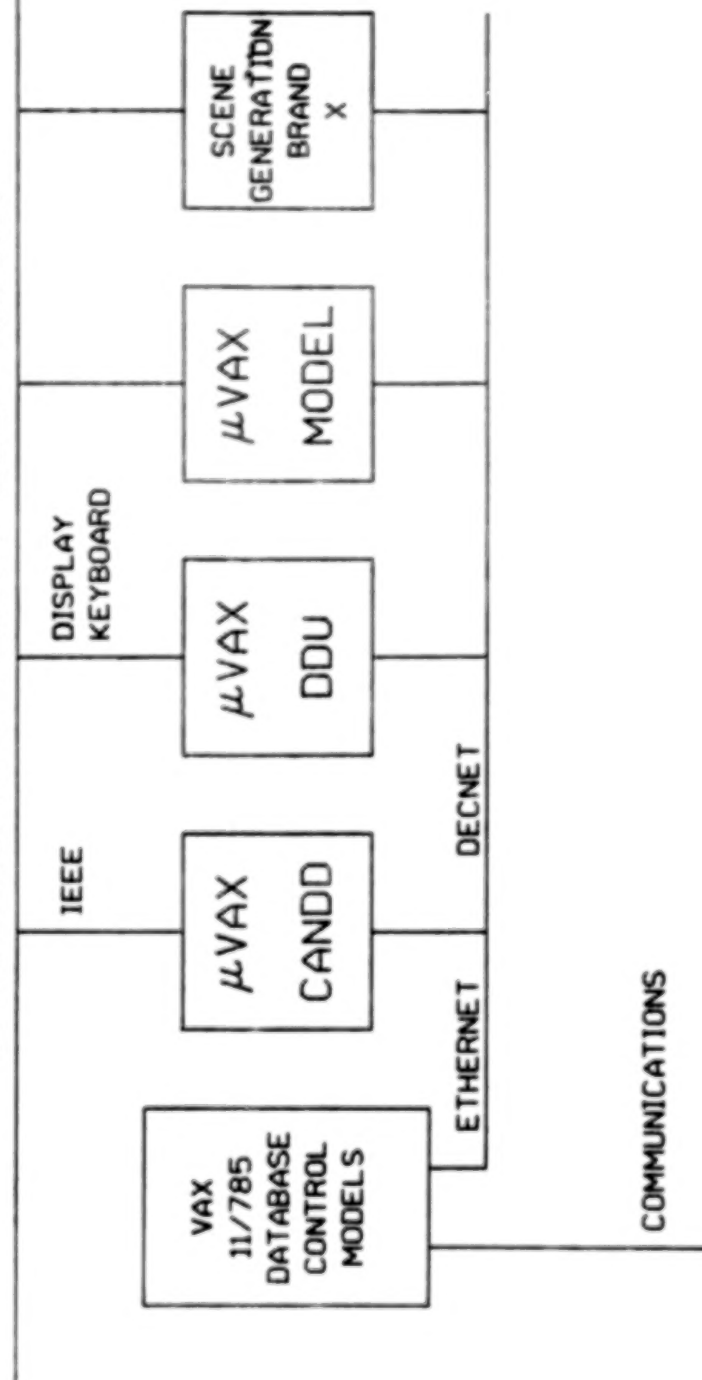 IEEE
DISPLAY
KEYBOARD
VAX
11/785
DATABASE
CONTROL
MODELS
μVAX
CANDD
μVAX
DDU
μVAX
MODEL
SCENE
GENERATION
BRAND
X
ETHERNET
DECNET
COMMUNICATIONS